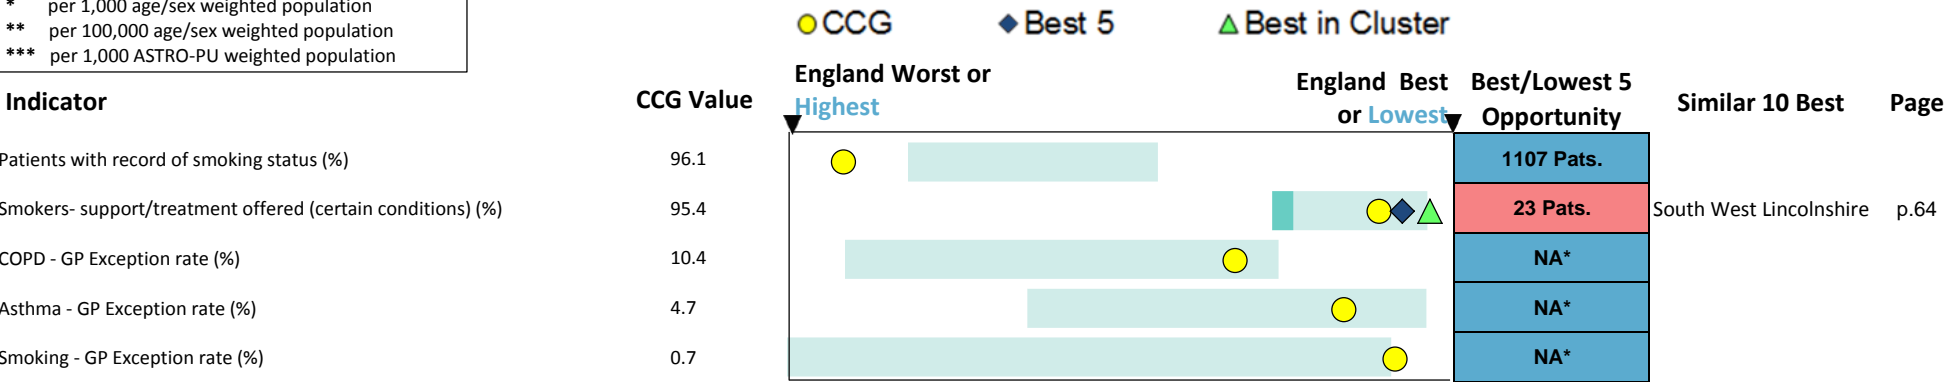 * per 1,000 age/sex weighted population
** per 100,000 age/sex weighted population
*** per 1,000 ASTRO-PU weighted population
CCG Best 5 Best in Cluster
Indicator CCG Value England Worst or Highest England Best or Lowest Best/Lowest 5 Opportunity Similar 10 Best Page
Patients with record of smoking status (%) 96.1 1107 Pats.
Smokers- support/treatment offered (certain conditions) (%) 95.4 23 Pats. South West Lincolnshire p.64
COPD - GP Exception rate (%) 10.4 NA*
Asthma - GP Exception rate (%) 4.7 NA*
Smoking - GP Exception rate (%) 0.7 NA*